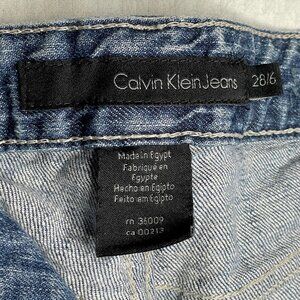 Calvin Klein Jeans 28/6
Made in Egypt
Fabriqué en
Egypte
Hecho en Egipto
Feito em Egipto
rn 36009
ca 00213